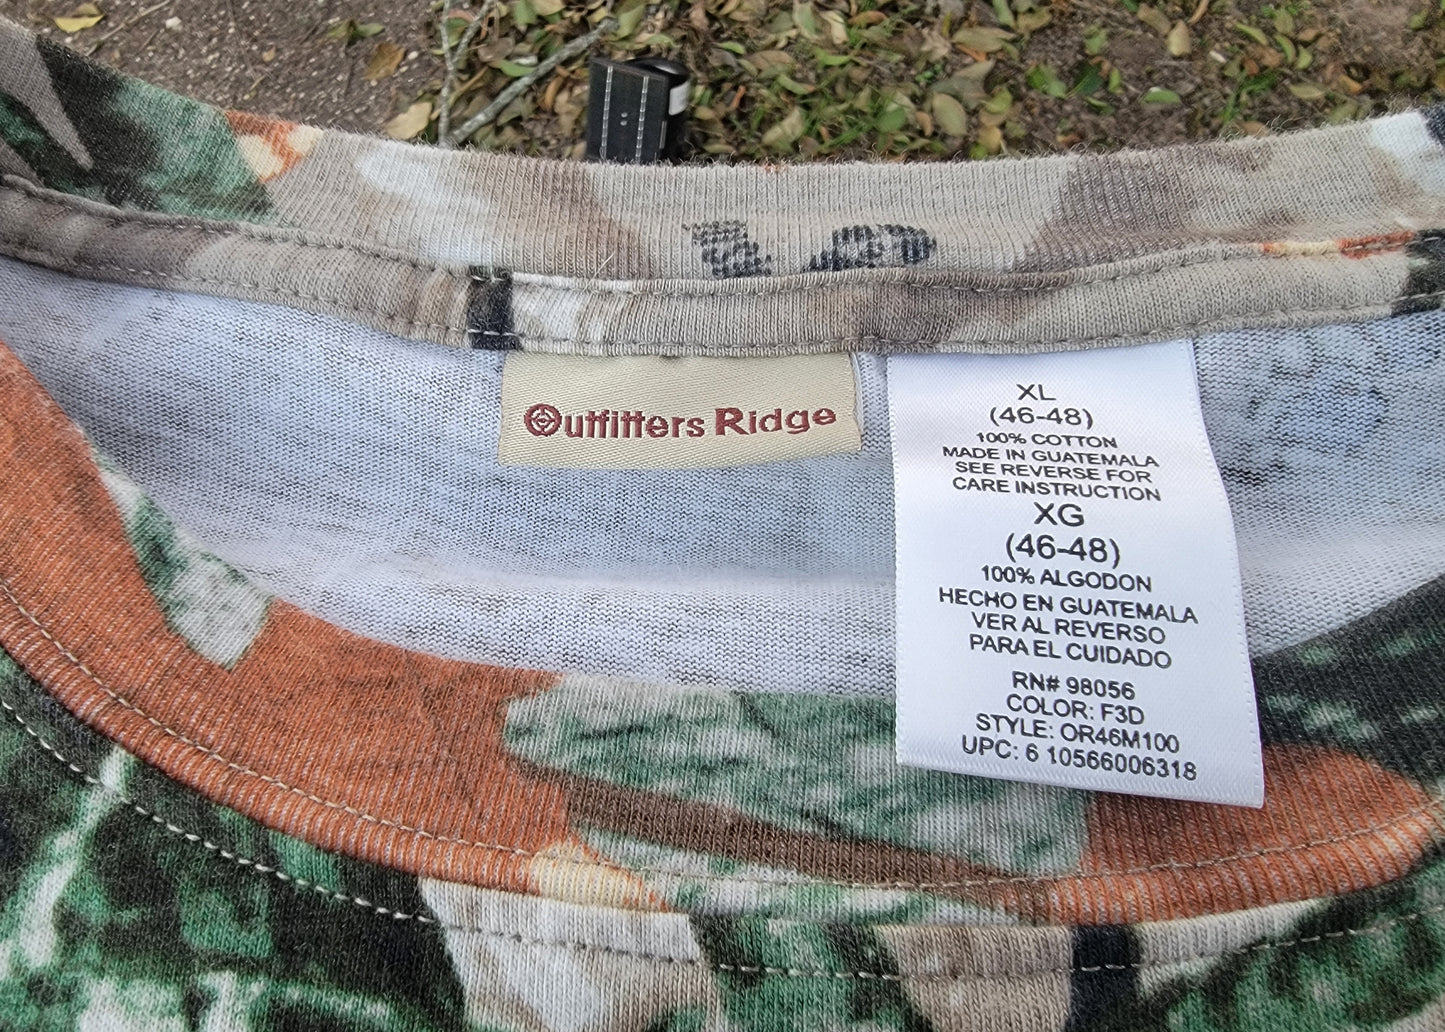 Outfitters Ridge
XL
(46-48)
100% COTTON
MADE IN GUATEMALA
SEE REVERSE FOR
CARE INSTRUCTION
XG
(46-48)
100% ALGODON
HECHO EN GUATEMALA
VER AL REVERSO
PARA EL CUIDADO
RN# 98056
COLOR: F3D
STYLE: OR46M100
UPC: 6 10566006318